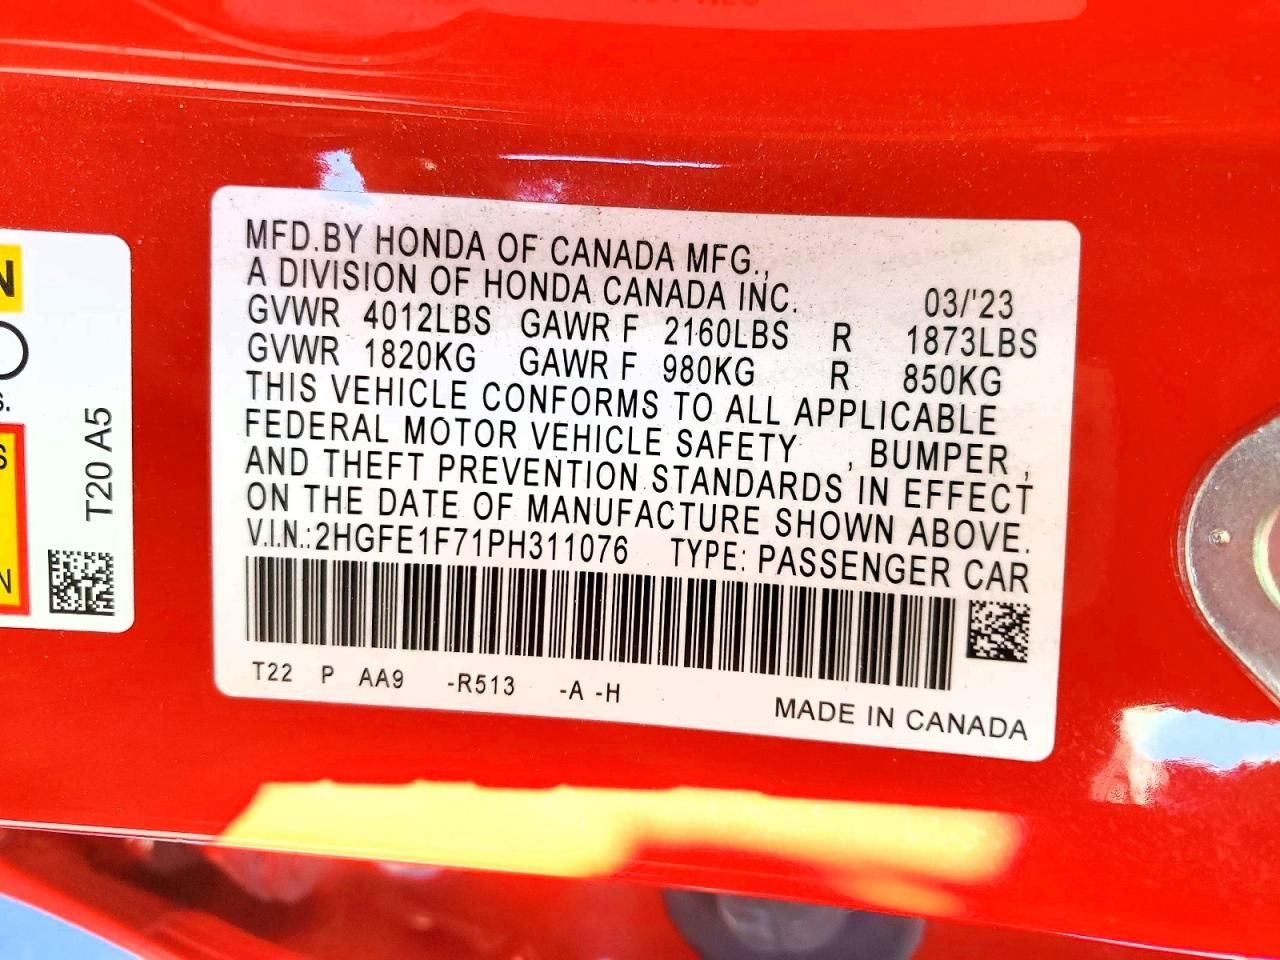 MFD.BY HONDA OF CANADA MFG.,
A DIVISION OF HONDA CANADA INC. 03/'23
GVWR 4012LBS GAWR F 2160LBS R 1873LBS
GVWR 1820KG GAWR F 980KG R 850KG
THIS VEHICLE CONFORMS TO ALL APPLICABLE
FEDERAL MOTOR VEHICLE SAFETY , BUMPER ,
AND THEFT PREVENTION STANDARDS IN EFFECT
ON THE DATE OF MANUFACTURE SHOWN ABOVE.
V.I.N.:2HGFE1F71PH311076 TYPE: PASSENGER CAR
T22 P AA9 -R513 -A -H
MADE IN CANADA
T20 A5